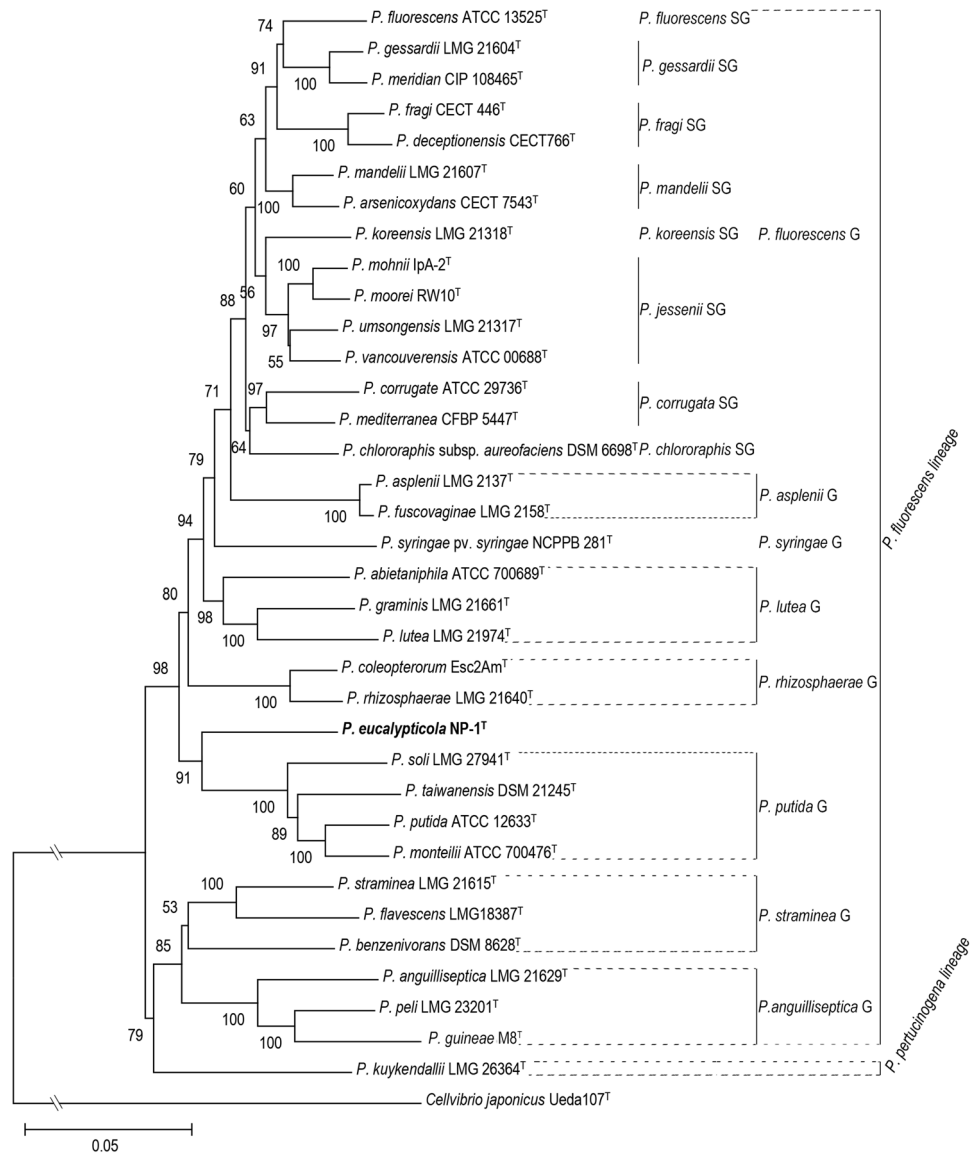 74 P. fluorescens ATCC 13525T P. fluorescens SG
P. gessardii LMG 21604T
91 P. gessardii SG
100 P. meridian CIP 108465T
P. fragi CECT 446T
63 P. fragi SG
100 P. deceptionensis CECT766T
P. mandelii LMG 21607T
60 P. mandelii SG
100 P. arsenicoxydans CECT 7543T
P. koreensis LMG 21318T P. koreensis SG P. fluorescens G
100 P. mohnii IpA-2T
88 56 P. moorei RW10T
P. jessenii SG
97 P. umsongensis LMG 21317T
55 P. vancouverensis ATCC 00688T
71 97 P. corrugate ATCC 29736T
P. corrugata SG
P. mediterranea CFBP 5447T
64 P. chlororaphis subsp. aureofaciens DSM 6698T P. chlororaphis SG
79 P. asplenii LMG 2137T
P. asplenii G
100 P. fuscovaginae LMG 2158T
94
P. syringae pv. syringae NCPPB 281T P. syringae G
P. fluorescens lineage
P. abietaniphila ATCC 700689T
80
98 P. graminis LMG 21661T P. lutea G
100 P. lutea LMG 21974T
98 P. coleopterorum Esc2AmT
P. rhizosphaerae G
100 P. rhizosphaerae LMG 21640T
P. eucalypticola NP-1T
91 P. soli LMG 27941T
100 P. taiwanensis DSM 21245T
P. putida G
89 P. putida ATCC 12633T
100 P. monteilii ATCC 700476T
100 P. straminea LMG 21615T
53 P. flavescens LMG18387T P. straminea G
85 P. benzenivorans DSM 8628T
P. anguilliseptica LMG 21629T
100 P. peli LMG 23201T P.anguilliseptica G
79 100 P. guineae M8T
P. kuykendallii LMG 26364T P. pertucinogena lineage
Cellvibrio japonicus Ueda107T
0.05